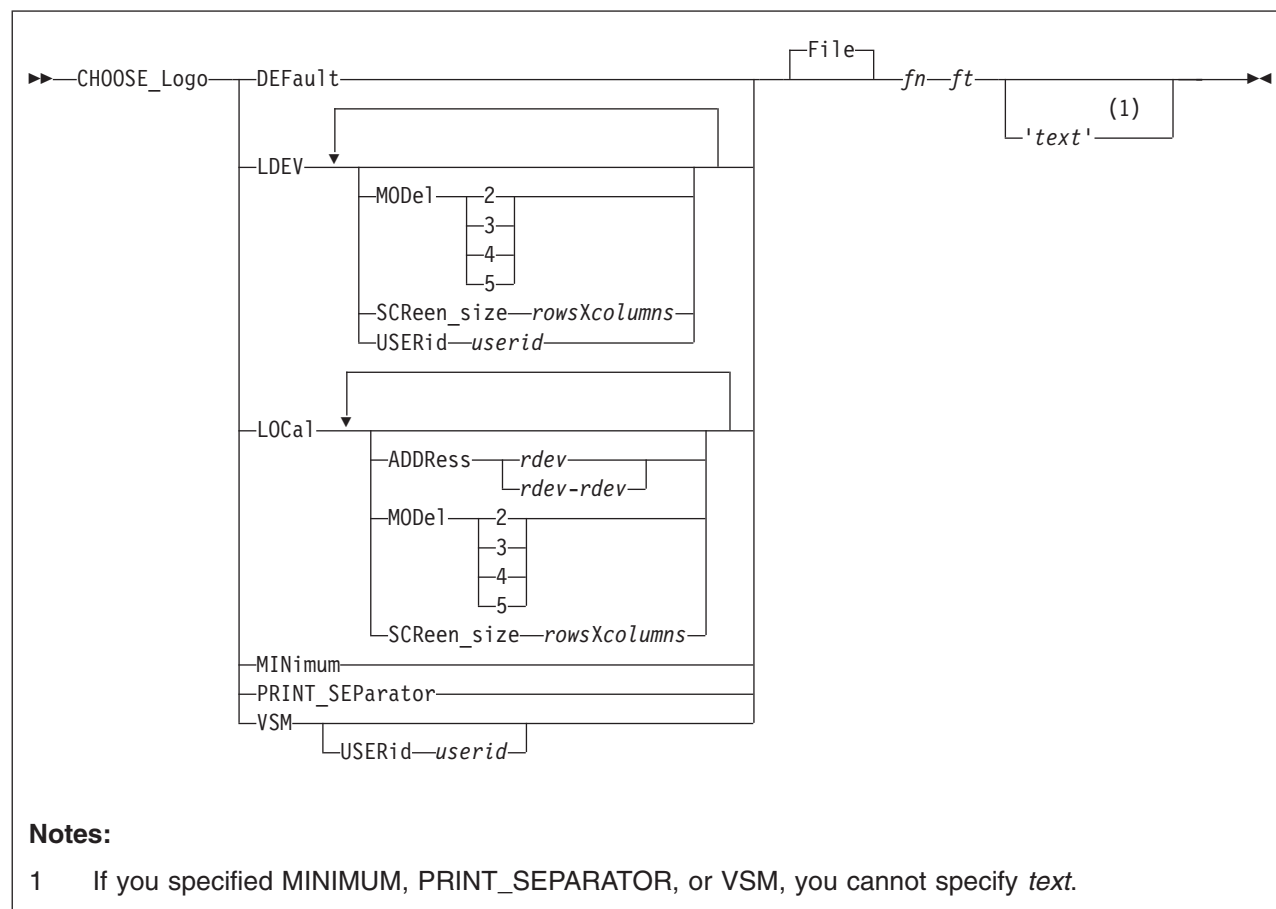 File
CHOOSE_Logo DEFault fn ft
(1)
'text'
LDEV
MODel 2
3
4
5
SCReen_size rowsXcolumns
USERid userid
LOCal
ADDRess rdev
rdev-rdev
MODel 2
3
4
5
SCReen_size rowsXcolumns
MINimum
PRINT_SEParator
VSM
USERid userid
Notes:
1 If you specified MINIMUM, PRINT_SEPARATOR, or VSM, you cannot specify text.